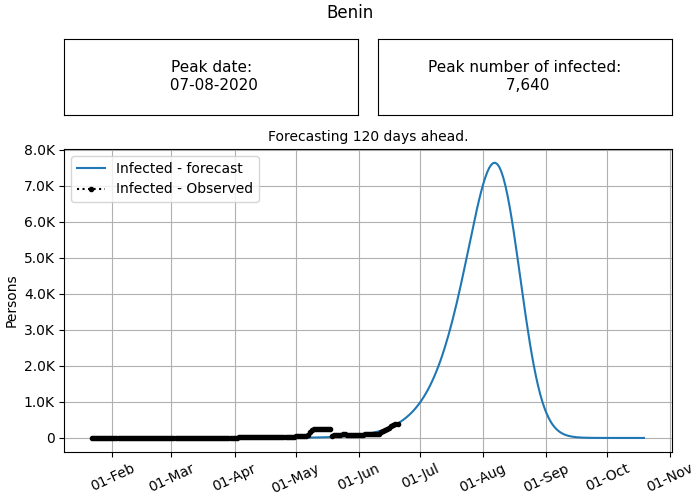 Benin
Peak date:
07-08-2020
Peak number of infected:
7,640
Forecasting 120 days ahead.
Infected - forecast
Infected - Observed
8.0K
7.0K
6.0K
5.0K
4.0K
3.0K
2.0K
1.0K
0
Persons
01-Feb
01-Mar
01-Apr
01-May
01-Jun
01-Jul
01-Aug
01-Sep
01-Oct
01-Nov